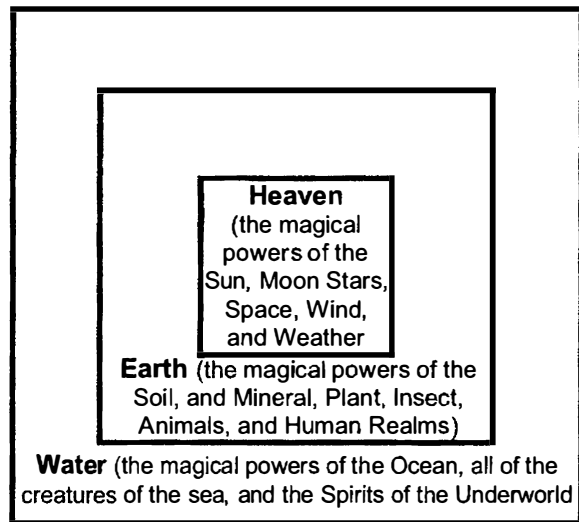 Heaven
(the magical
powers of the
Sun, Moon Stars,
Space, Wind,
and Weather
Earth (the magical powers of the
Soil, and Mineral, Plant, Insect,
Animals, and Human Realms)
Water (the magical powers of the Ocean, all of the
creatures of the sea, and the Spirits of the Underworld